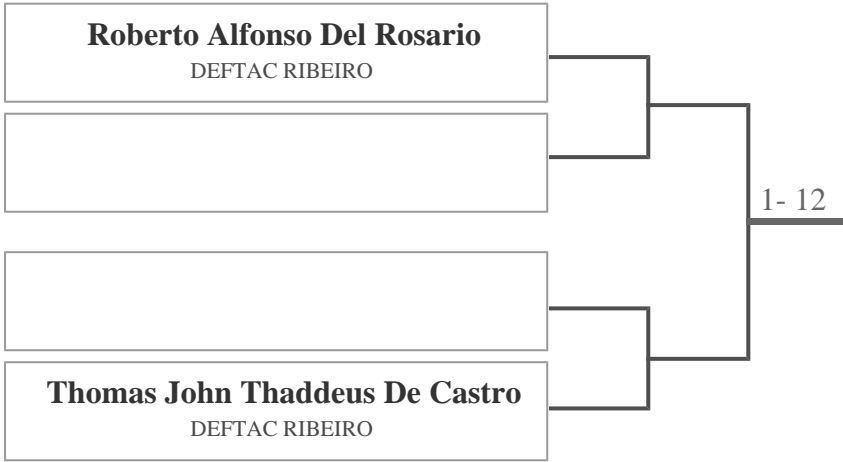 Roberto Alfonso Del Rosario
DEFTAC RIBEIRO
1- 12
Thomas John Thaddeus De Castro
DEFTAC RIBEIRO